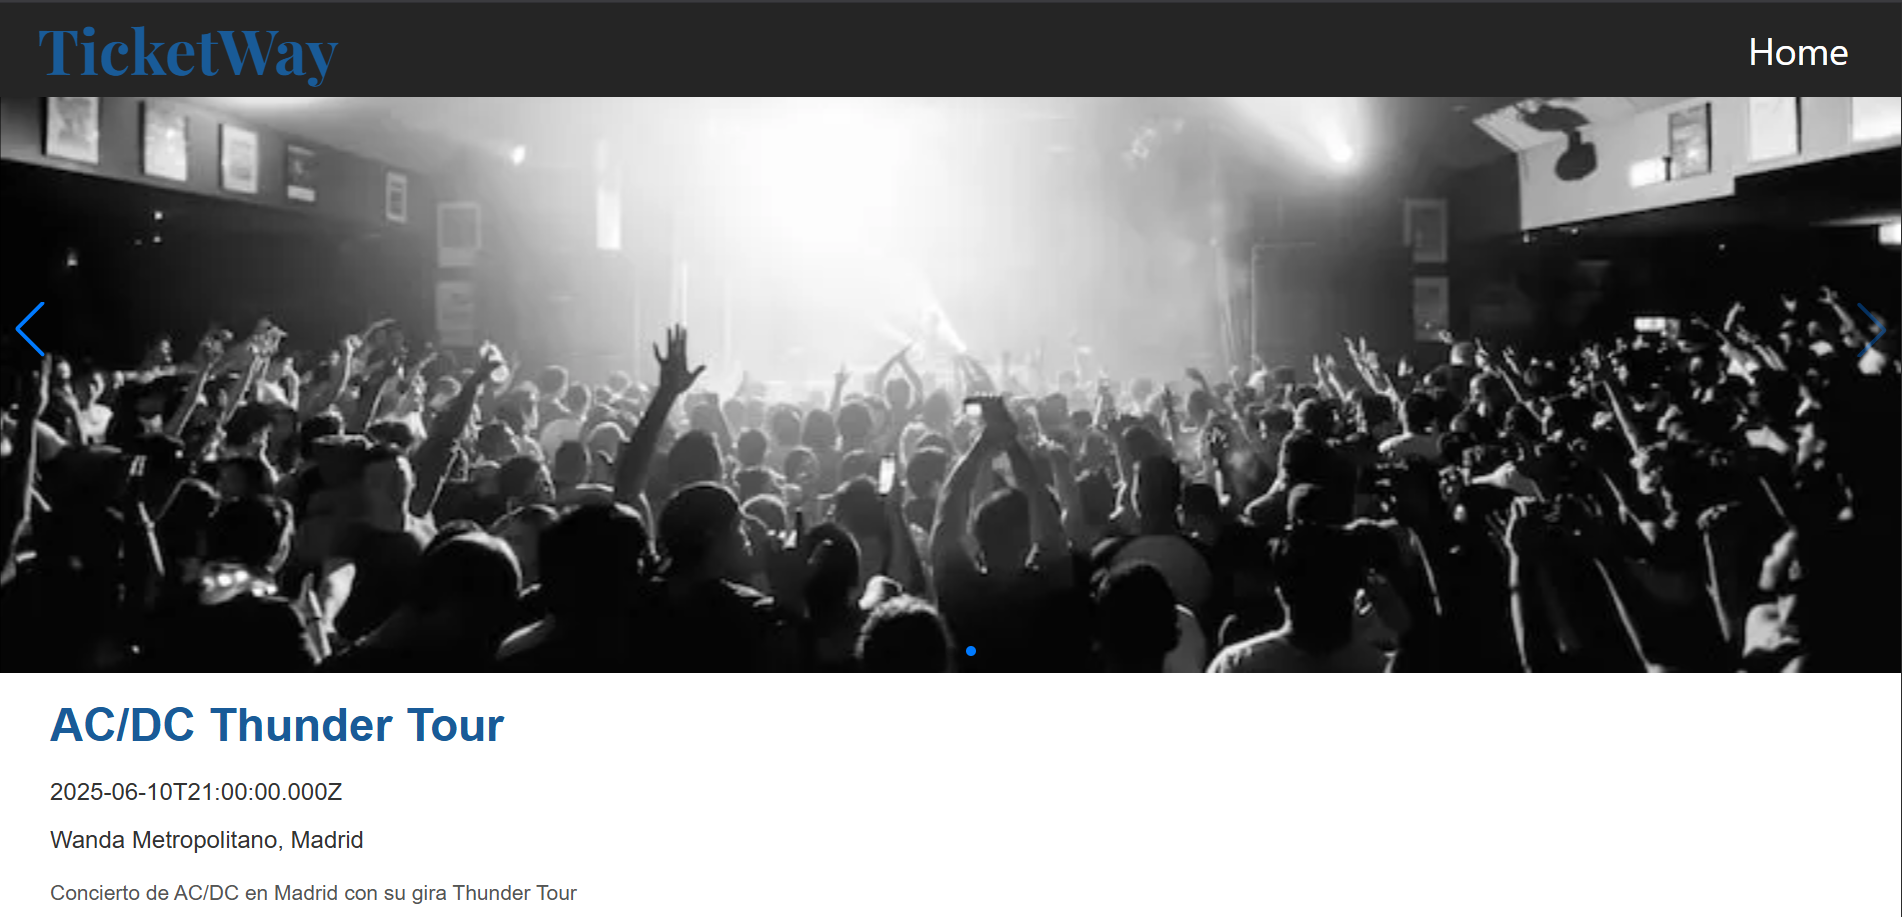 TicketWay
Home
AC/DC Thunder Tour
2025-06-10T21:00:00.000Z
Wanda Metropolitano, Madrid
Concierto de AC/DC en Madrid con su gira Thunder Tour